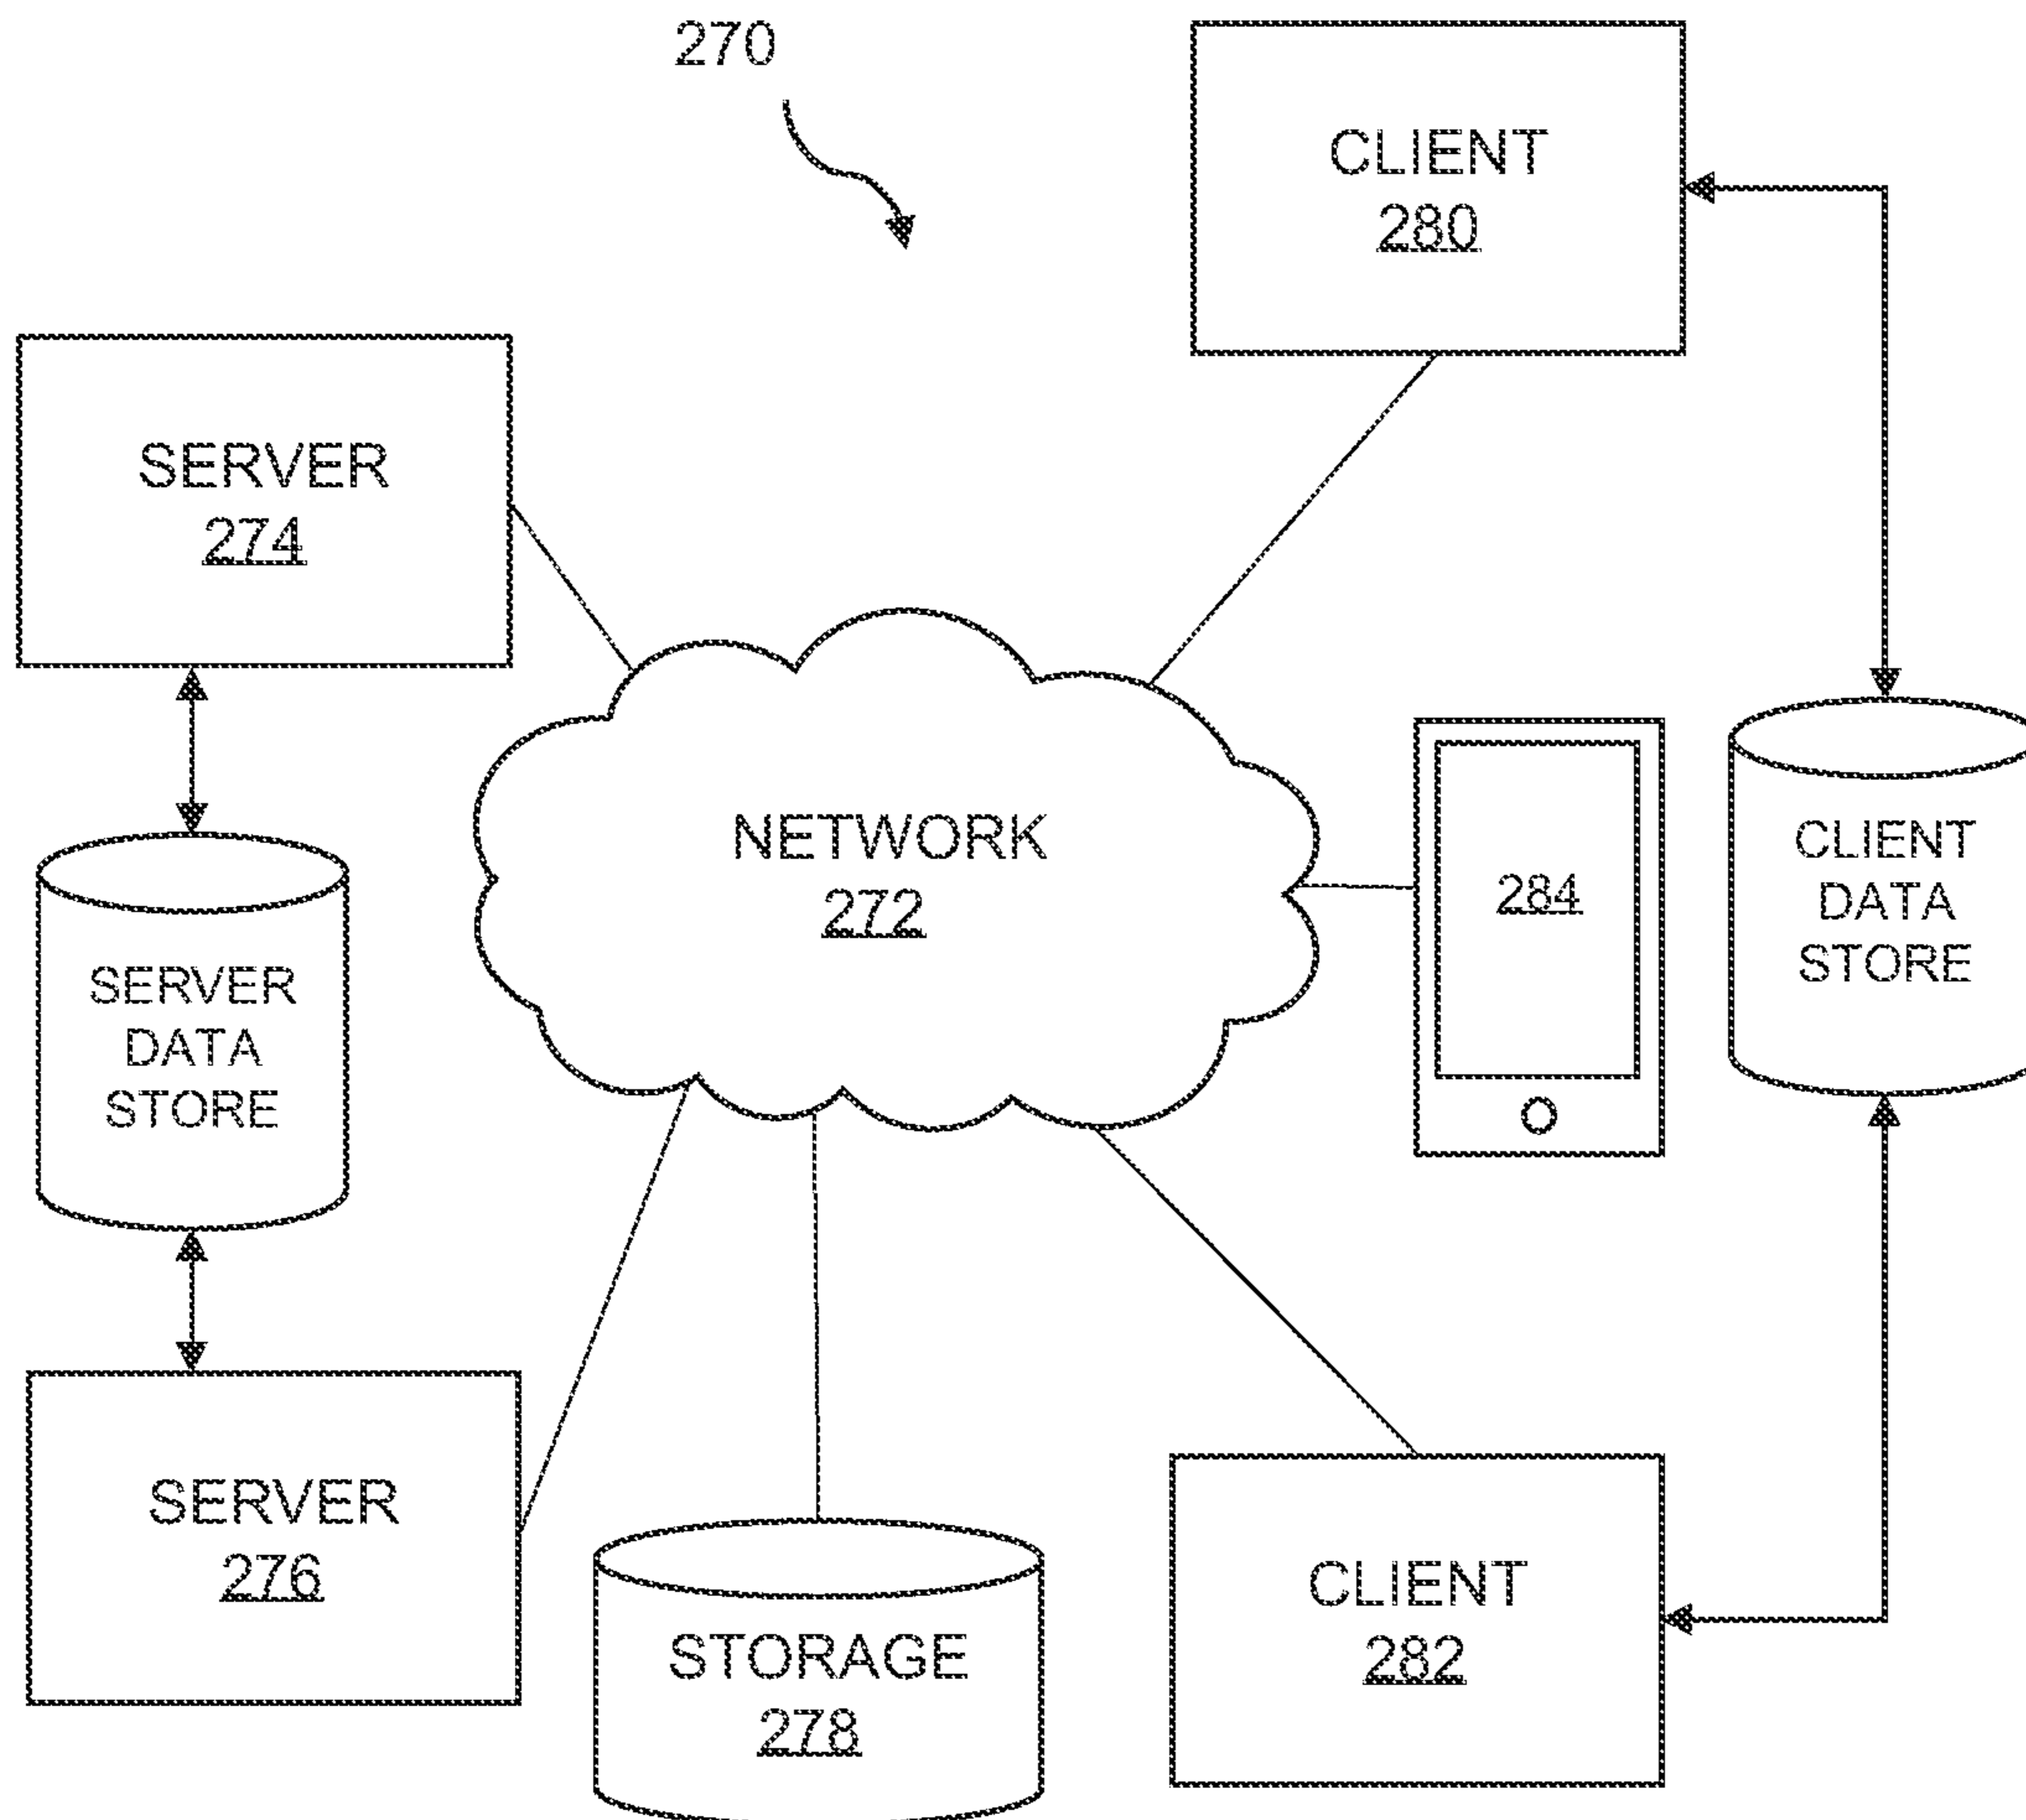 270
CLIENT
280
SERVER
274
NETWORK
272
284
CLIENT
DATA
STORE
SERVER
DATA
STORE
SERVER
276
STORAGE
278
CLIENT
282